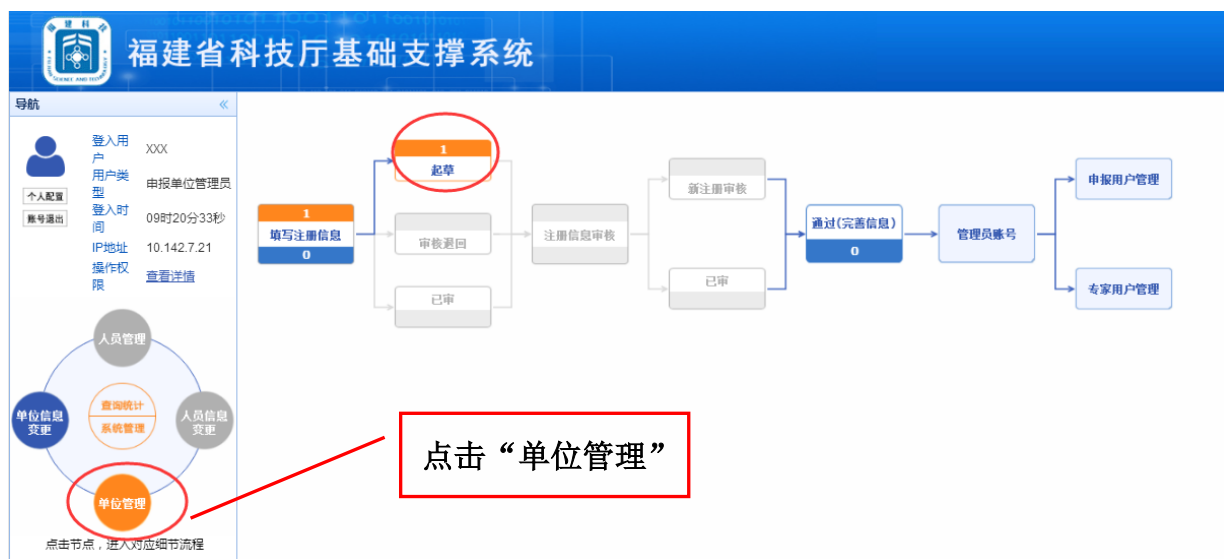 福建科技
FUJIAN SCIENCE AND TECHNOLOGY
福建省科技厅基础支撑系统
导航
登入用户 XXX
用户类型 申报单位管理员
登入时间 09时20分33秒
IP地址 10.142.7.21
操作权限 查看详情
个人配置
账号退出
人员管理
单位信息变更
查询统计
系统管理
人员信息变更
单位管理
点击节点,进入对应细节流程
1
填写注册信息
0
1
起草
审核退回
已审
注册信息审核
新注册审核
已审
通过(完善信息)
0
管理员账号
申报用户管理
专家用户管理
点击“单位管理”